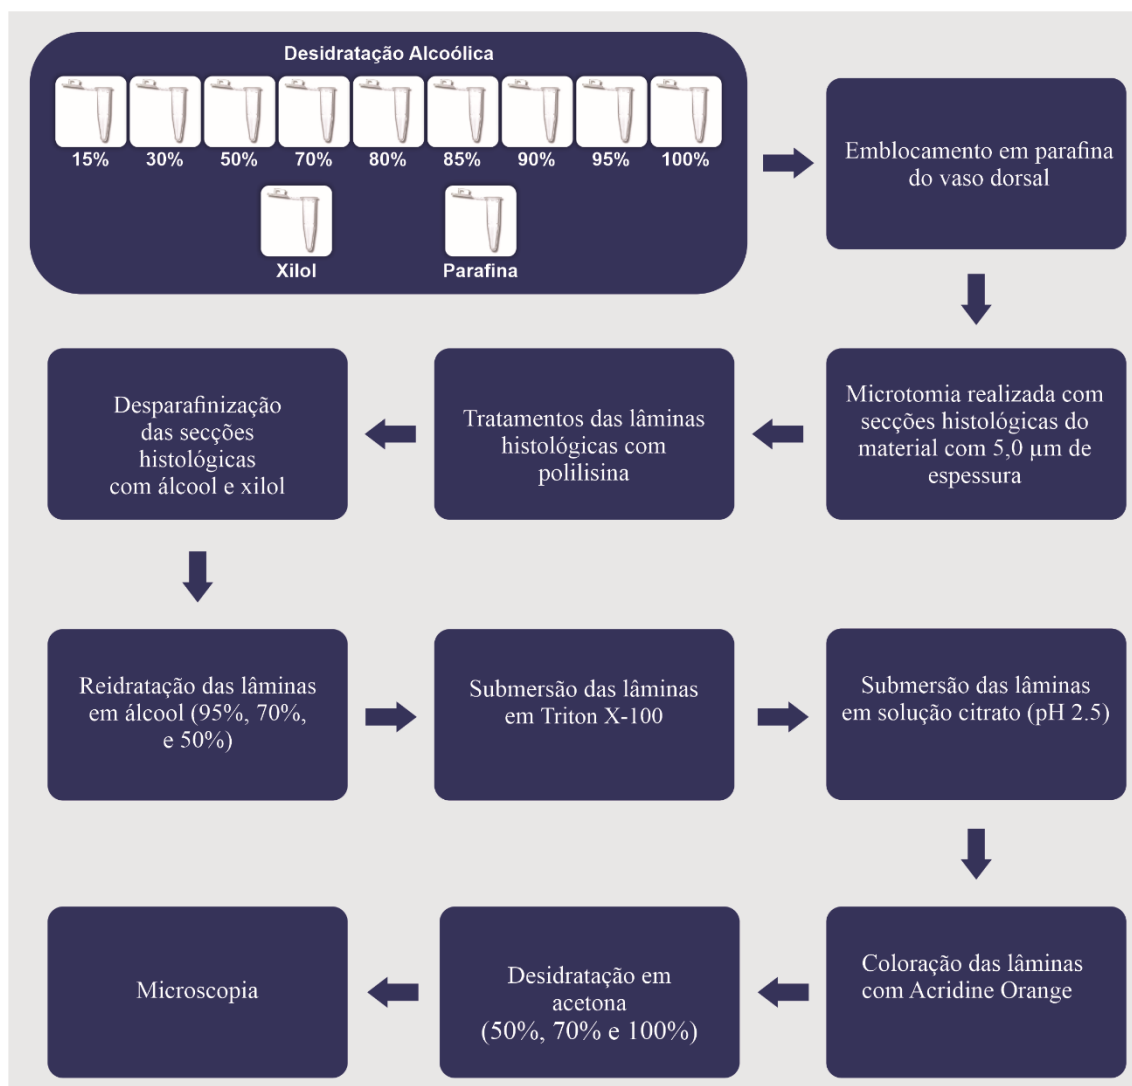 Desidratação Alcoólica
15% 30% 50% 70% 80% 85% 90% 95% 100%
Xilol Parafina
Emblocamento em parafina
do vaso dorsal
Microtomia realizada com
secções histológicas do
material com 5,0 µm de
espessura
Tratamentos das lâminas
histológicas com
polilisina
Desparafinização
das secções
histológicas
com álcool e xilol
Reidratação das lâminas
em álcool (95%, 70%,
e 50%)
Submersão das lâminas
em Triton X-100
Submersão das lâminas
em solução citrato (pH 2.5)
Coloração das lâminas
com Acridine Orange
Desidratação em
acetona
(50%, 70% e 100%)
Microscopia